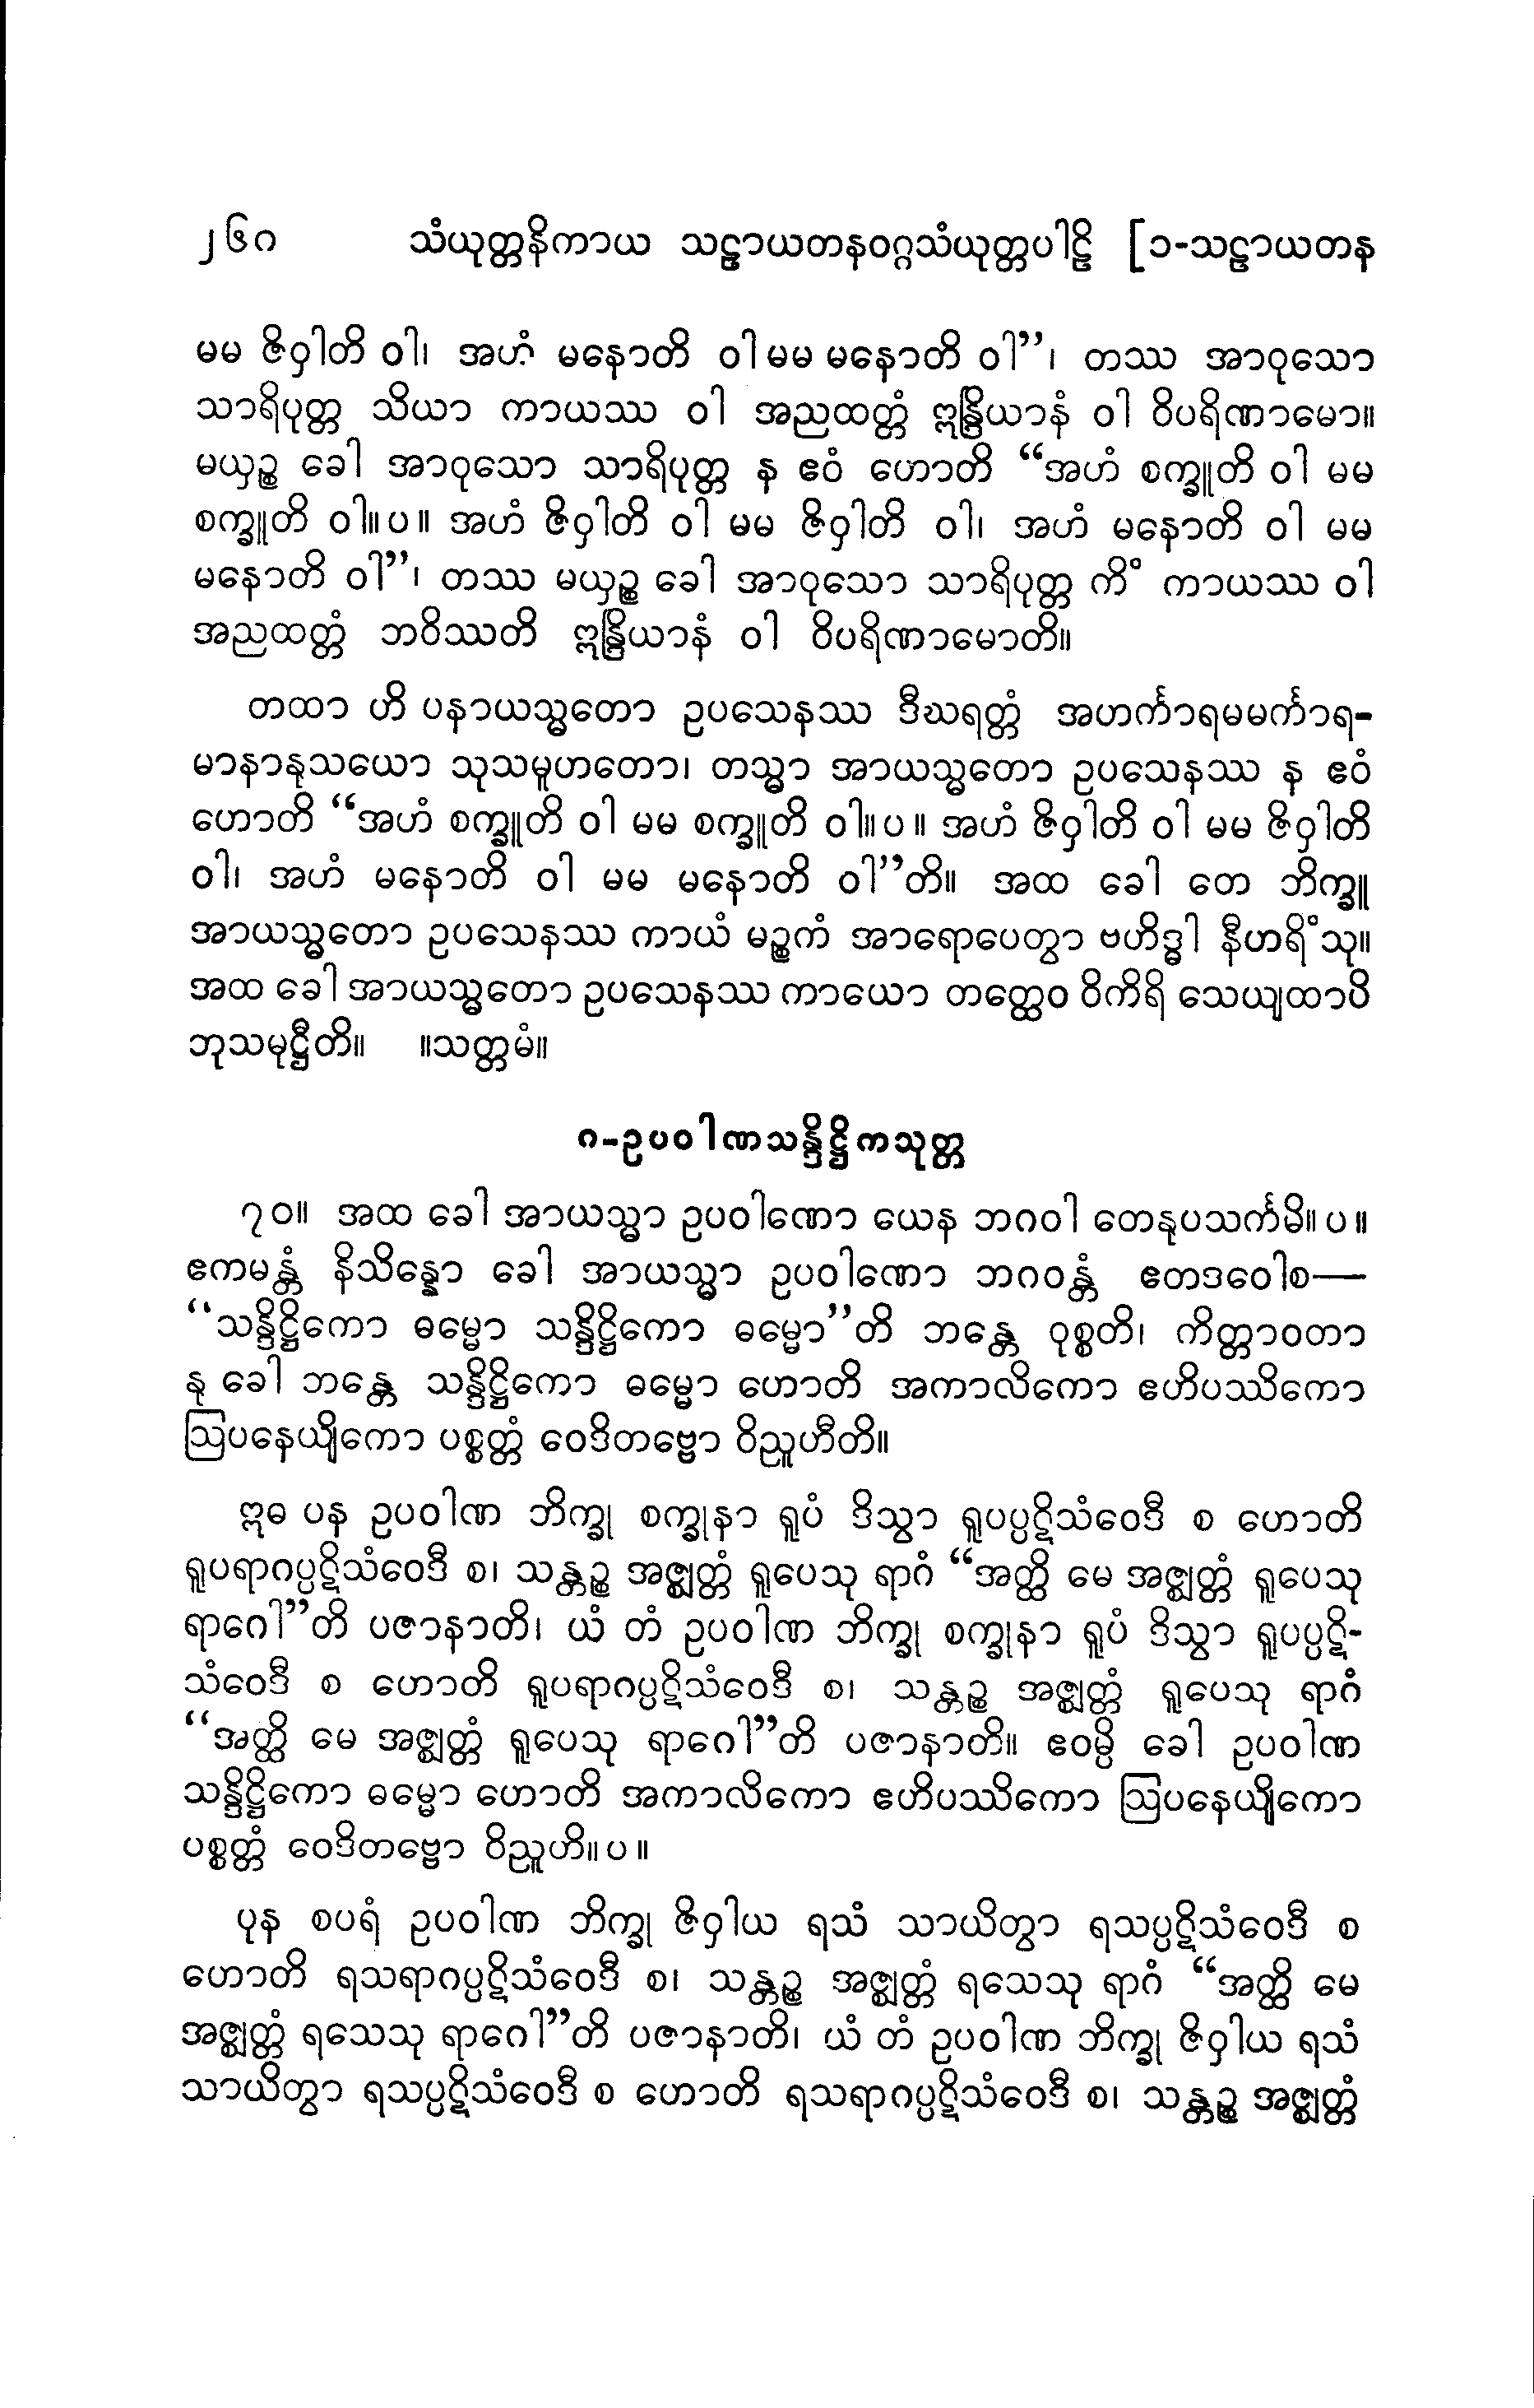 ၂၆၈ သံယုတ္တနိကာယ သဠာယတနဝဂ္ဂသံယုတ္တပါဠိ [၁-သဠာယတန
မမ ဇိဝှါတိ ဝါ၊ အဟံ မနောတိ ဝါ မမ မနောတိ ဝါ”၊ တဿ အာဝုသော
သာရိပုတ္တ သိယာ ကာယဿ ဝါ အညထတ္တံ ဣန္ဒြိယာနံ ဝါ ဝိပရိဏာမော။
မယှဉ္စ ခေါ အာဝုသော သာရိပုတ္တ န ဧဝံ ဟောတိ “အဟံ စက္ခူတိ ဝါ မမ
စက္ခူတိ ဝါ။ ပ ။ အဟံ ဇိဝှါတိ ဝါ မမ ဇိဝှါတိ ဝါ၊ အဟံ မနောတိ ဝါ မမ
မနောတိ ဝါ”၊ တဿ မယှဉ္စ ခေါ အာဝုသော သာရိပုတ္တ ကိံ ကာယဿ ဝါ
အညထတ္တံ ဘဝိဿတိ ဣန္ဒြိယာနံ ဝါ ဝိပရိဏာမောတိ။
တထာ ဟိ ပနာယသ္မတော ဥပသေနဿ ဒီဃရတ္တံ အဟင်္ကာရမမင်္ကာရ-
မာနာနုသယော သုသမူဟတော၊ တသ္မာ အာယသ္မတော ဥပသေနဿ န ဧဝံ
ဟောတိ “အဟံ စက္ခူတိ ဝါ မမ စက္ခူတိ ဝါ။ ပ ။ အဟံ ဇိဝှါတိ ဝါ မမ ဇိဝှါတိ
ဝါ၊ အဟံ မနောတိ ဝါ မမ မနောတိ ဝါ”တိ။ အထ ခေါ တေ ဘိက္ခူ
အာယသ္မတော ဥပသေနဿ ကာယံ မဉ္စကံ အာရောပေတွာ ဗဟိဒ္ဓါ နီဟရိံသု။
အထ ခေါ အာယသ္မတော ဥပသေနဿ ကာယော တတ္ထေဝ ဝိကိရိ သေယျထာပိ
ဘုသမုဋ္ဌီတိ။ ။သတ္တမံ။
၈-ဥပဝါဏသန္ဒိဋ္ဌိကသုတ္တ
၇၀။ အထ ခေါ အာယသ္မာ ဥပဝါဏော ယေန ဘဂဝါ တေနုပသင်္ကမိ။ ပ ။
ဧကမန္တံ နိသိန္နော ခေါ အာယသ္မာ ဥပဝါဏော ဘဂဝန္တံ ဧတဒဝေါစ—
“သန္ဒိဋ္ဌိကော ဓမ္မော သန္ဒိဋ္ဌိကော ဓမ္မော”တိ ဘန္တေ ဝုစ္စတိ၊ ကိတ္တာဝတာ
နု ခေါ ဘန္တေ သန္ဒိဋ္ဌိကော ဓမ္မော ဟောတိ အကာလိကော ဧဟိပဿိကော
ဩပနေယျိကော ပစ္စတ္တံ ဝေဒိတဗ္ဗော ဝိညူဟီတိ။
ဣဓ ပန ဥပဝါဏ ဘိက္ခု စက္ခုနာ ရူပံ ဒိသွာ ရူပပ္ပဋိသံဝေဒီ စ ဟောတိ
ရူပရာဂပ္ပဋိသံဝေဒီ စ၊ သန္တဉ္စ အဇ္ဈတ္တံ ရူပေသု ရာဂံ “အတ္ထိ မေ အဇ္ဈတ္တံ ရူပေသု
ရာဂေါ”တိ ပဇာနာတိ၊ ယံ တံ ဥပဝါဏ ဘိက္ခု စက္ခုနာ ရူပံ ဒိသွာ ရူပပ္ပဋိ-
သံဝေဒီ စ ဟောတိ ရူပရာဂပ္ပဋိသံဝေဒီ စ၊ သန္တဉ္စ အဇ္ဈတ္တံ ရူပေသု ရာဂံ
“အတ္ထိ မေ အဇ္ဈတ္တံ ရူပေသု ရာဂေါ”တိ ပဇာနာတိ။ ဧဝမ္ပိ ခေါ ဥပဝါဏ
သန္ဒိဋ္ဌိကော ဓမ္မော ဟောတိ အကာလိကော ဧဟိပဿိကော ဩပနေယျိကော
ပစ္စတ္တံ ဝေဒိတဗ္ဗော ဝိညူဟိ။ ပ ။
ပုန စပရံ ဥပဝါဏ ဘိက္ခု ဇိဝှါယ ရသံ သာယိတွာ ရသပ္ပဋိသံဝေဒီ စ
ဟောတိ ရသရာဂပ္ပဋိသံဝေဒီ စ၊ သန္တဉ္စ အဇ္ဈတ္တံ ရသေသု ရာဂံ “အတ္ထိ မေ
အဇ္ဈတ္တံ ရသေသု ရာဂေါ”တိ ပဇာနာတိ၊ ယံ တံ ဥပဝါဏ ဘိက္ခု ဇိဝှါယ ရသံ
သာယိတွာ ရသပ္ပဋိသံဝေဒီ စ ဟောတိ ရသရာဂပ္ပဋိသံဝေဒီ စ၊ သန္တဉ္စ အဇ္ဈတ္တံ